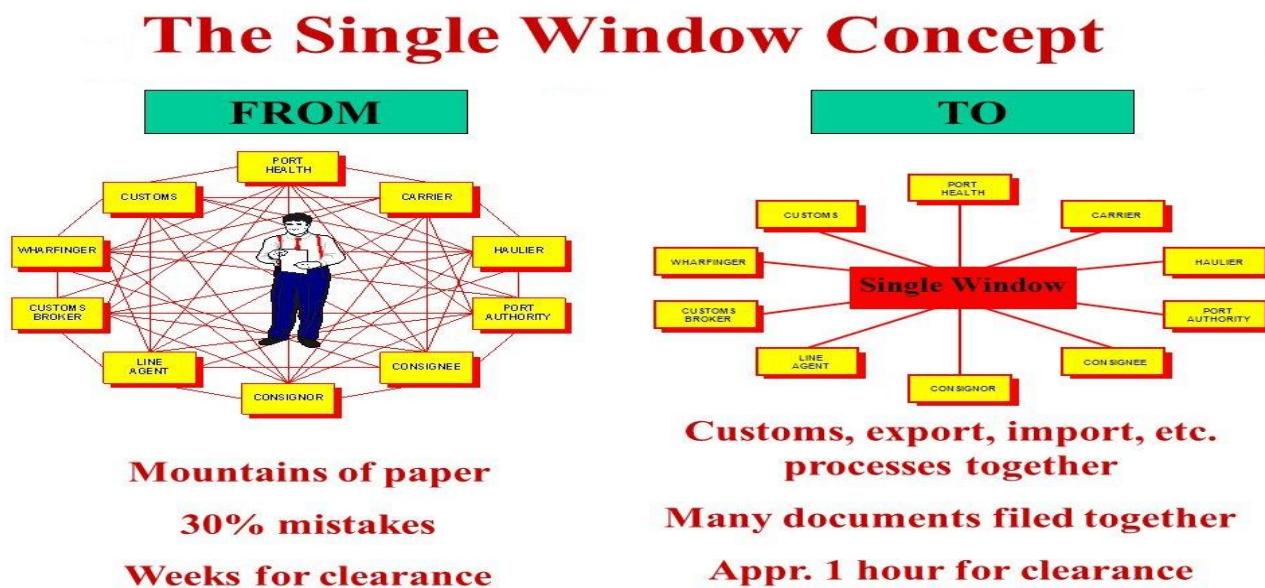 The Single Window Concept
FROM
PORT
HEALTH
CUSTOMS
CARRIER
WHARFINGER
HAULIER
CUSTOMS
BROKER
PORT
AUTHORITY
LINE
AGENT
CONSIGNEE
CONSIGNOR
Mountains of paper
30% mistakes
Weeks for clearance
TO
PORT
HEALTH
CUSTOMS
CARRIER
WHARFINGER
HAULIER
Single Window
CUSTOMS
BROKER
PORT
AUTHORITY
LINE
AGENT
CONSIGNEE
CONSIGNOR
Customs, export, import, etc.
processes together
Many documents filed together
Appr. 1 hour for clearance